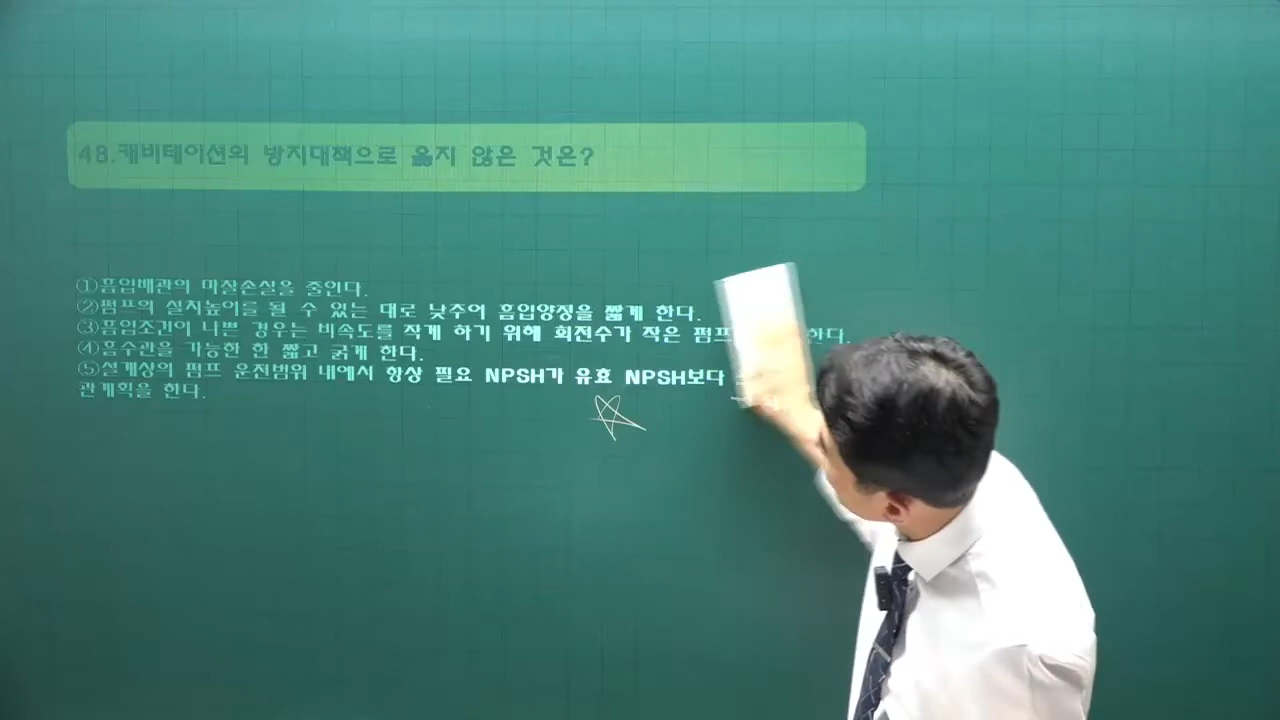 48.캐비테이션의 방지대책으로 옳지 않은 것은?
①흡입배관의 마찰손실을 줄인다.
②펌프의 설치높이를 될 수 있는 대로 낮추어 흡입양정을 짧게 한다.
③흡입조건이 나쁜 경우는 비속도를 작게 하기 위해 회전수가 작은 펌프 한다.
④흡수관을 가능한 한 짧고 굵게 한다.
⑤설계상의 펌프 운전범위 내에서 항상 필요 NPSH가 유효 NPSH보다
관계획을 한다.